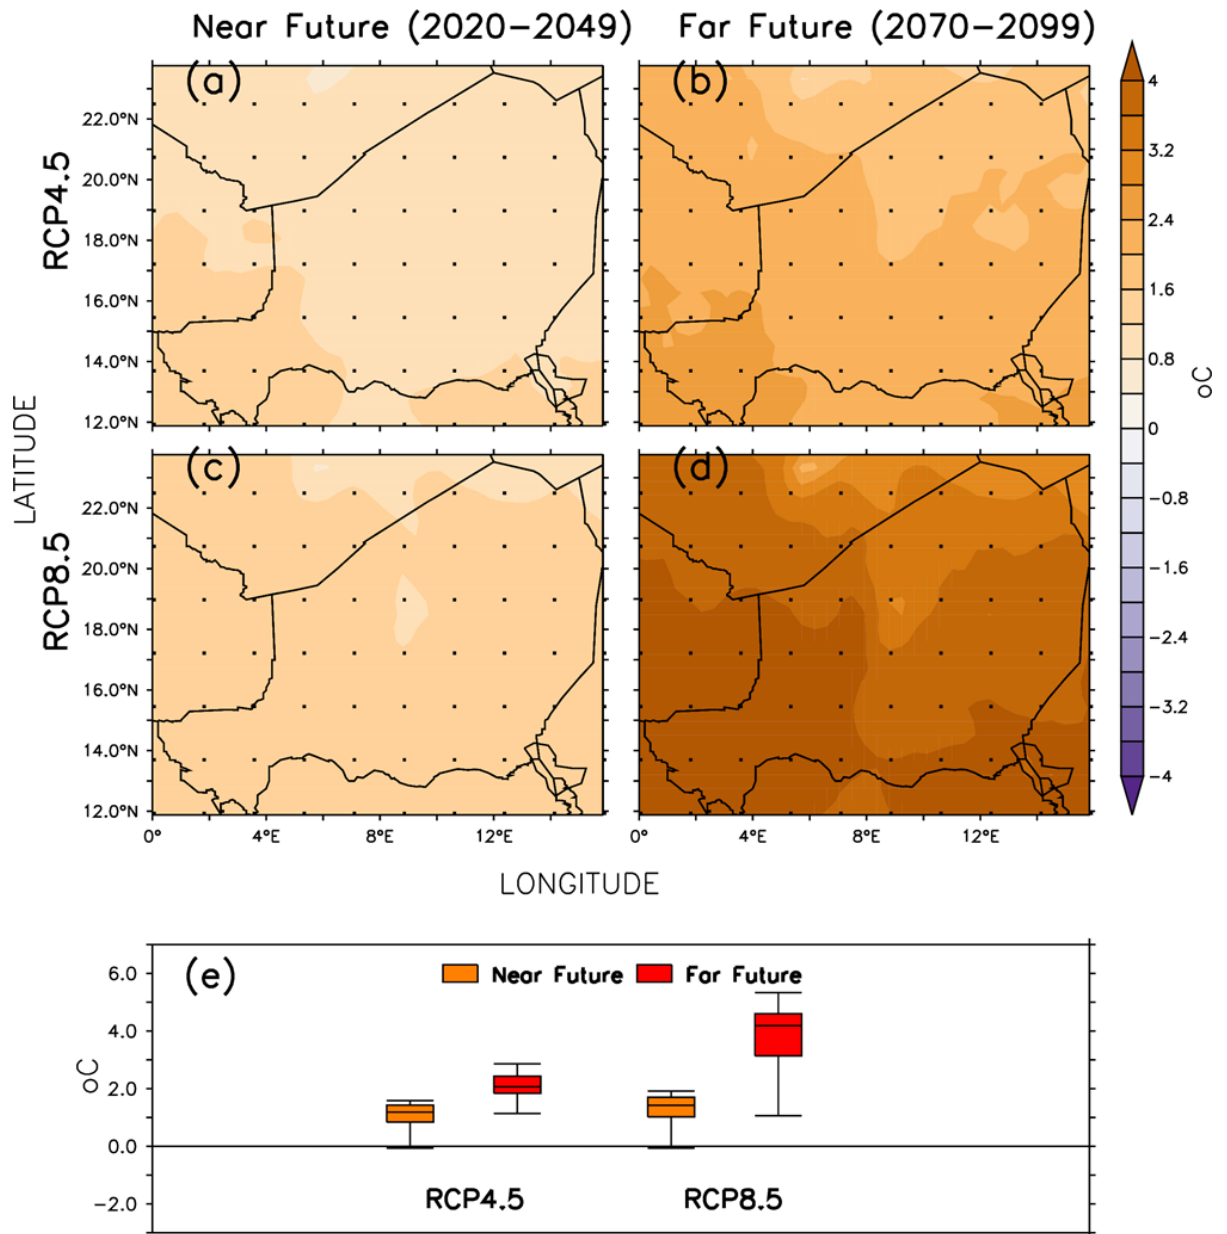 Near Future (2020-2049) Far Future (2070-2099)
(a) (b)
RCP4.5
22.0°N
20.0°N
18.0°N
16.0°N
14.0°N
12.0°N
LATITUDE
(c) (d)
RCP8.5
22.0°N
20.0°N
18.0°N
16.0°N
14.0°N
12.0°N
0° 4°E 8°E 12°E 0° 4°E 8°E 12°E
LONGITUDE
4
3.2
2.4
1.6
0.8
0
-0.8
-1.6
-2.4
-3.2
-4
oC
(e) Near Future Far Future
6.0
4.0
2.0
0.0
-2.0
oC
RCP4.5 RCP8.5